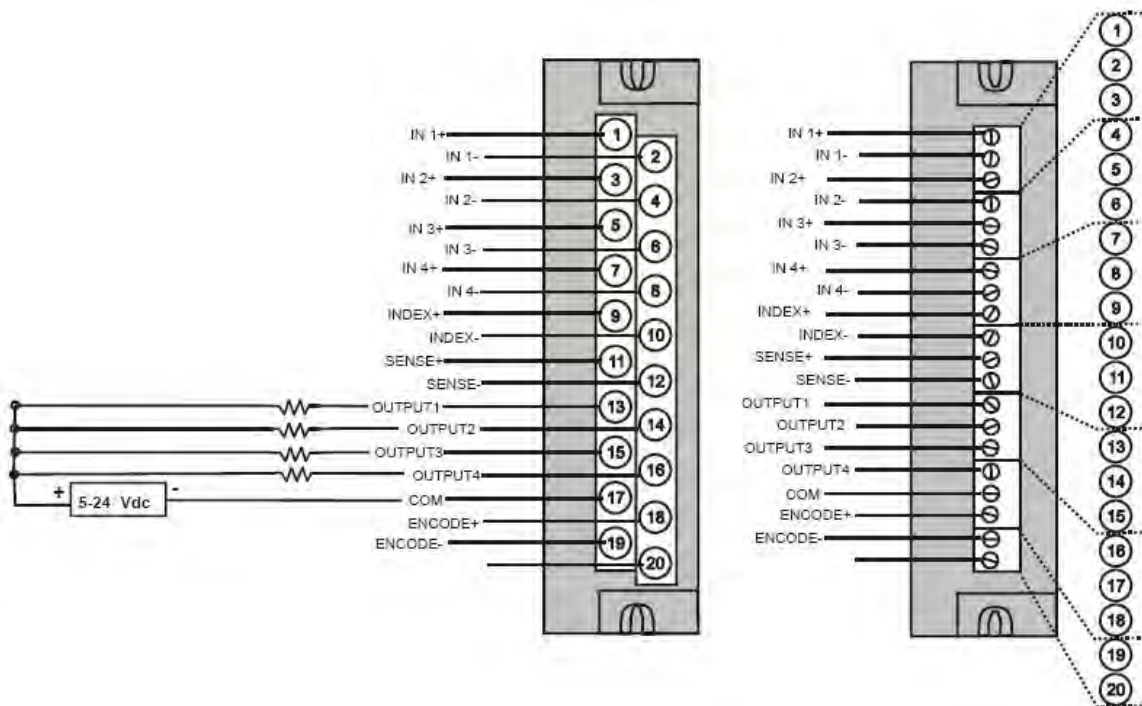 IN 1+ 1
IN 1- 2
IN 2+ 3
IN 2- 4
IN 3+ 5
IN 3- 6
IN 4+ 7
IN 4- 8
INDEX+ 9
INDEX- 10
SENSE+ 11
SENSE- 12
OUTPUT1 13
OUTPUT2 14
OUTPUT3 15
OUTPUT4 16
+ 5-24 Vdc -
COM 17
ENCODE+ 18
ENCODE- 19
20
IN 1+
IN 1-
IN 2+
IN 2-
IN 3+
IN 3-
IN 4+
IN 4-
INDEX+
INDEX-
SENSE+
SENSE-
OUTPUT1
OUTPUT2
OUTPUT3
OUTPUT4
COM
ENCODE+
ENCODE-
1
2
3
4
5
6
7
8
9
10
11
12
13
14
15
16
17
18
19
20